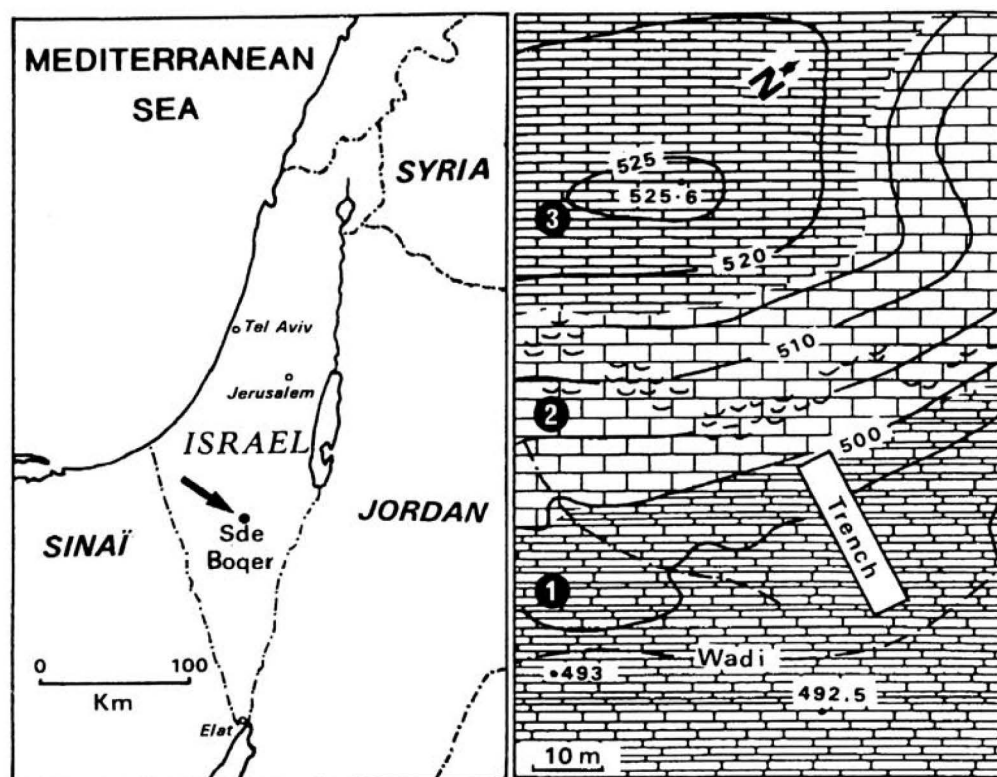 MEDITERRANEAN
SEA
SYRIA
Tel Aviv
Jerusalem
ISRAEL
JORDAN
SINAÏ
Sde
Boqer
0 100
Km
Elat
N
525
525·6
3
520
510
2
500
Trench
1
Wadi
493
492.5
10 m